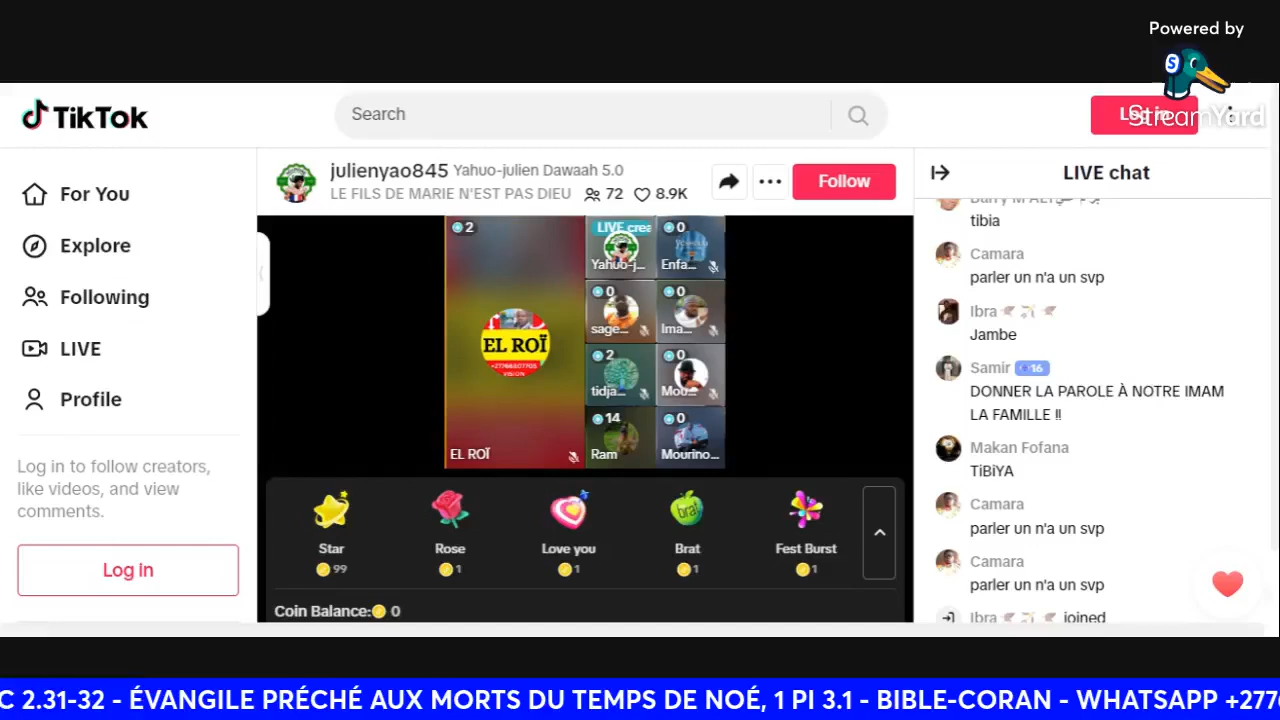 Powered by
StreamYard
TikTok
Search
For You
Explore
Following
LIVE
Profile
Log in to follow creators,
like videos, and view
comments.
Log in
julienyao845 Yahuo-julien Dawaah 5.0
LE FILS DE MARIE N'EST PAS DIEU 72 8.9K
Follow
2
EL ROÏ
VISION
EL ROÏ
LIVE crea
Yahuo-j...
0
Enfa...
0
sage...
0
Ima...
2
tidja...
0
Mou...
14
Ram
0
Mourino...
Star
99
Rose
1
Love you
1
Brat
1
Fest Burst
1
Coin Balance: 0
LIVE chat
tibia
Camara
parler un n'a un svp
Ibra
Jambe
Samir 16
DONNER LA PAROLE À NOTRE IMAM
LA FAMILLE !!
Makan Fofana
TiBiYA
Camara
parler un n'a un svp
Camara
parler un n'a un svp
Ibra joined
C 2.31-32 - ÉVANGILE PRÉCHÉ AUX MORTS DU TEMPS DE NOÉ, 1 PI 3.1 - BIBLE-CORAN - WHATSAPP +277